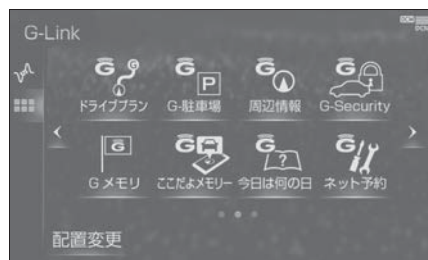 G-Link
ドライブプラン G-駐車場 周辺情報 G-Security
G メモリ ここだよメモリー 今日は何の日 ネット予約
配置変更